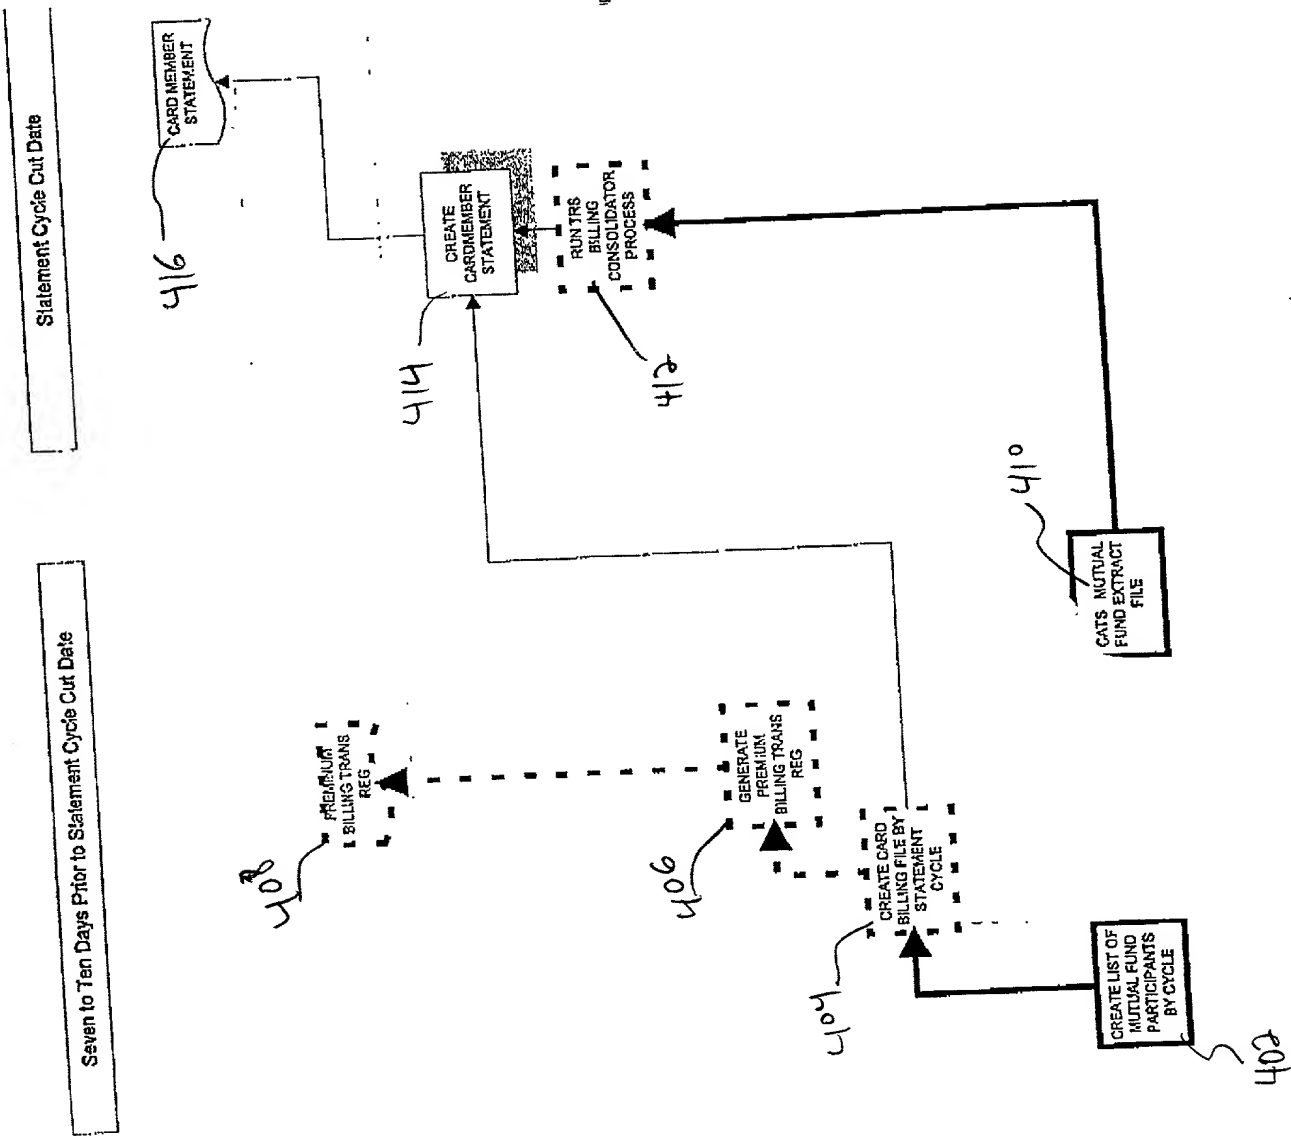 Seven to Ten Days Prior to Statement Cycle Cut Date
Statement Cycle Cut Date
408
PREMINUM
BILLING TRANS
REG
416
CARD MEMBER
STATEMENT
406
GENERATE
PREMIUM
BILLING TRANS
REG
414
CREATE
CARDMEMBER
STATEMENT
404
CREATE CARD
BILLING FILE BY
STATEMENT
CYCLE
412
RUN TRS
BILLING
CONSOLIDATOR
PROCESS
402
CREATE LIST OF
MUTUAL FUND
PARTICIPANTS
BY CYCLE
410
CATS MUTUAL
FUND EXTRACT
FILE